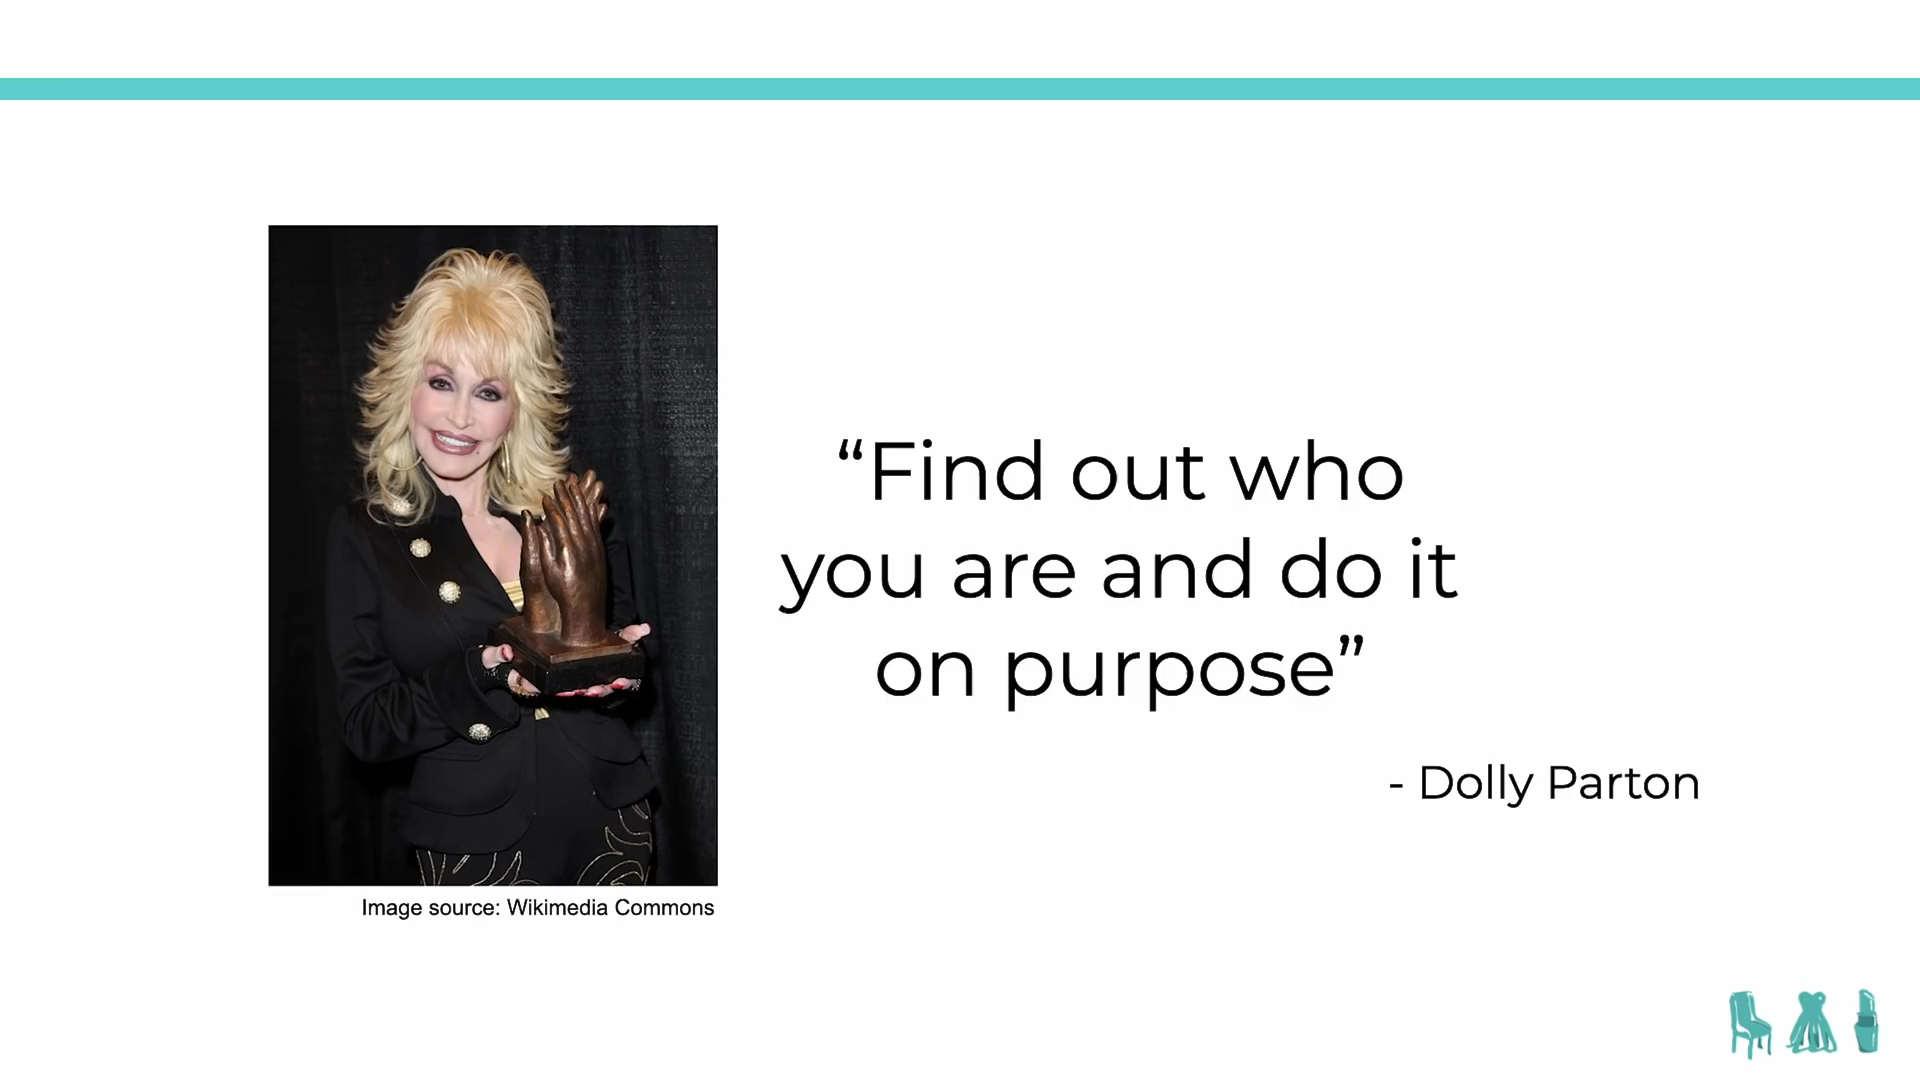 “Find out who
you are and do it
on purpose”
- Dolly Parton
Image source: Wikimedia Commons